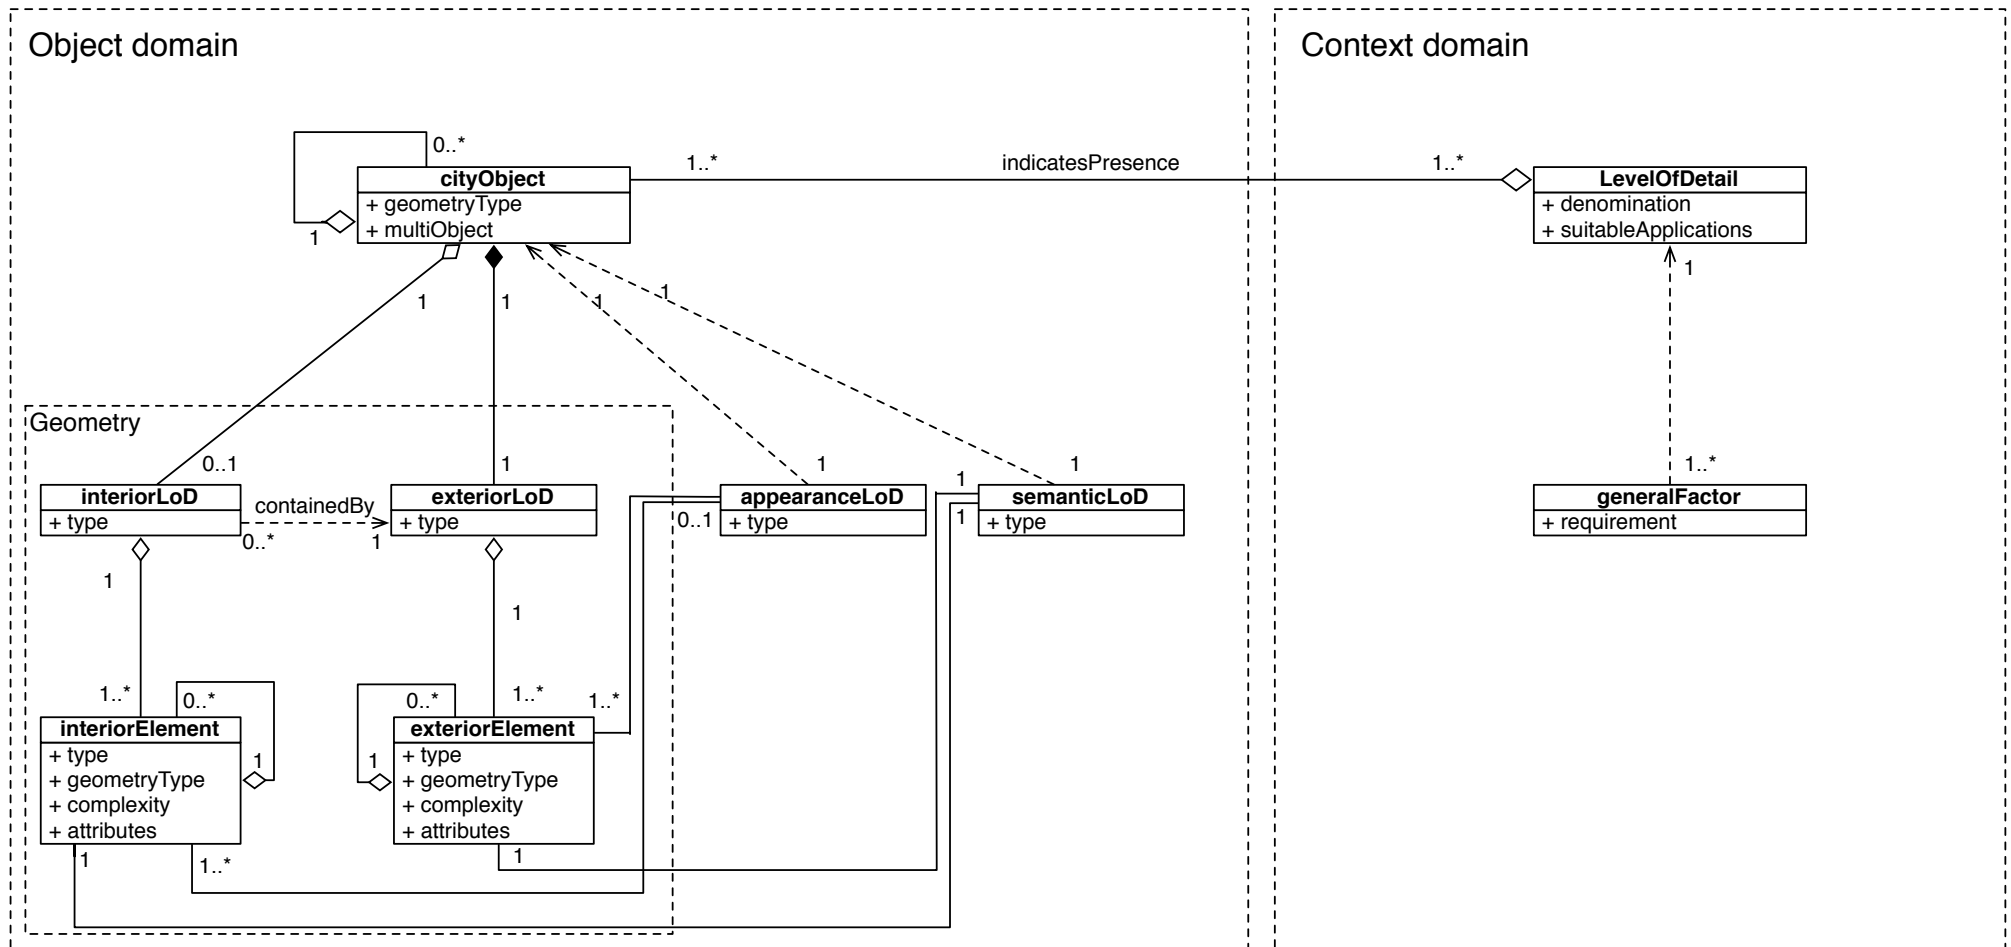 Object domain
Context domain
0..*
cityObject
+ geometryType
+ multiObject
1
1..*
indicatesPresence
1..*
LevelOfDetail
+ denomination
+ suitableApplications
1
1
1
1
1
Geometry
0..1
1
1
1
1..*
interiorLoD
+ type
containedBy
0..*
1
exteriorLoD
+ type
0..1
appearanceLoD
+ type
1
1
semanticLoD
+ type
generalFactor
+ requirement
1
1
1..*
0..*
0..*
1..*
1..*
interiorElement
+ type
+ geometryType
+ complexity
+ attributes
1
1
exteriorElement
+ type
+ geometryType
+ complexity
+ attributes
1
1..*
1